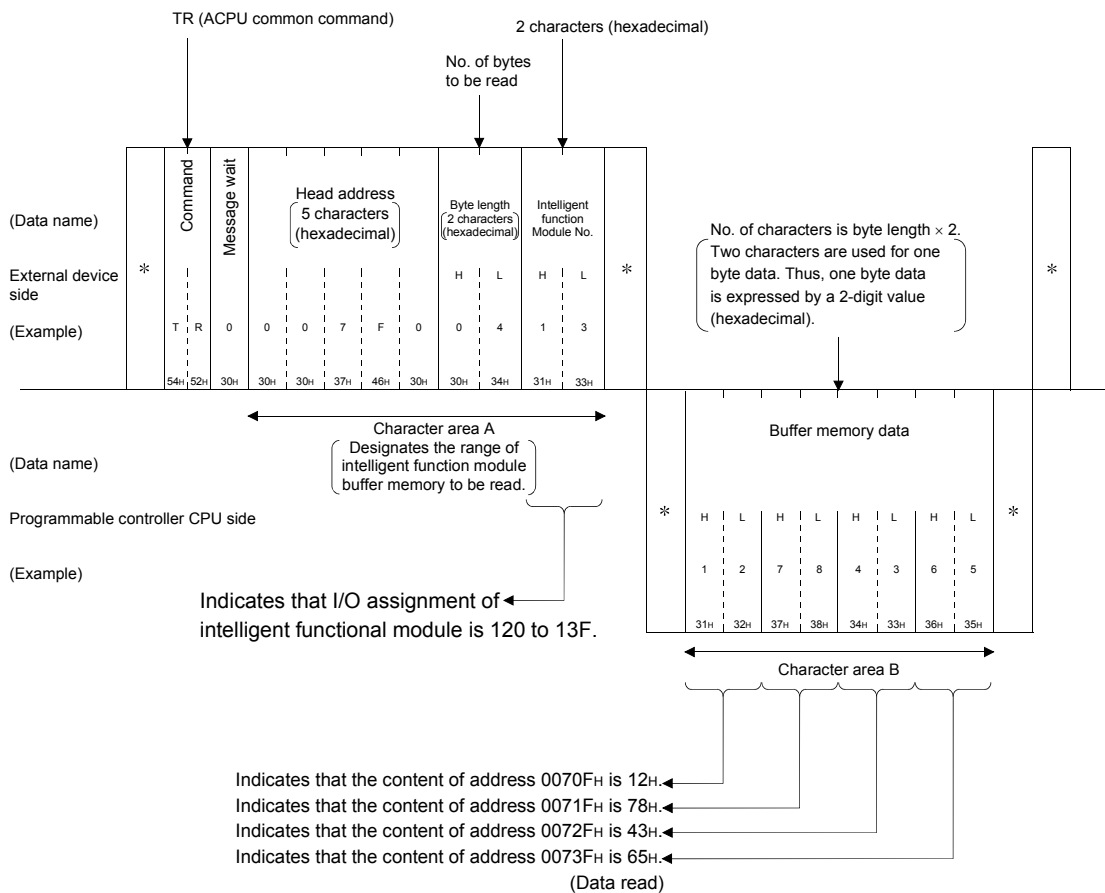 TR (ACPU common command)
2 characters (hexadecimal)
No. of bytes
to be read
Command
Message wait
Head address
5 characters
(hexadecimal)
Byte length
2 characters
(hexadecimal)
Intelligent
function
Module No.
(Data name)
External device
side
(Example)
* * *
H L H L
T R 0 0 0 7 F 0 0 4 1 3
54H 52H 30H 30H 30H 37H 46H 30H 30H 34H 31H 33H
No. of characters is byte length × 2.
Two characters are used for one
byte data. Thus, one byte data
is expressed by a 2-digit value
(hexadecimal).
Character area A
Designates the range of
intelligent function module
buffer memory to be read.
Buffer memory data
(Data name)
Programmable controller CPU side
(Example)
* *
H L H L H L H L
1 2 7 8 4 3 6 5
31H 32H 37H 38H 34H 33H 36H 35H
Indicates that I/O assignment of
intelligent functional module is 120 to 13F.
Character area B
Indicates that the content of address 0070FH is 12H.
Indicates that the content of address 0071FH is 78H.
Indicates that the content of address 0072FH is 43H.
Indicates that the content of address 0073FH is 65H.
(Data read)